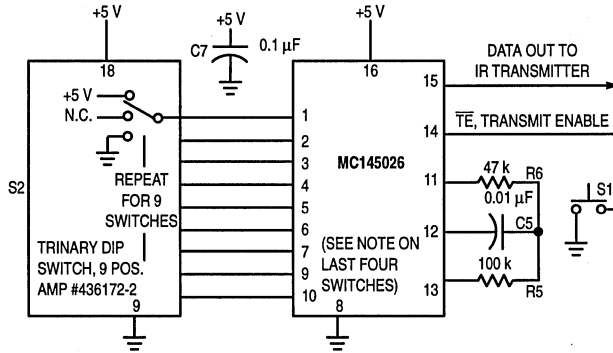 +5 V
+5 V
+5 V
C7
0.1 µF
18
16
+5 V
N.C.
1
2
3
4
5
6
7
9
10
S2
REPEAT
FOR 9
SWITCHES
TRINARY DIP
SWITCH, 9 POS.
AMP #436172-2
9
MC145026
(SEE NOTE ON
LAST FOUR
SWITCHES)
8
15
DATA OUT TO
IR TRANSMITTER
14
TE, TRANSMIT ENABLE
11
47 k
R6
0.01 µF
12
C5
13
100 k
R5
S1